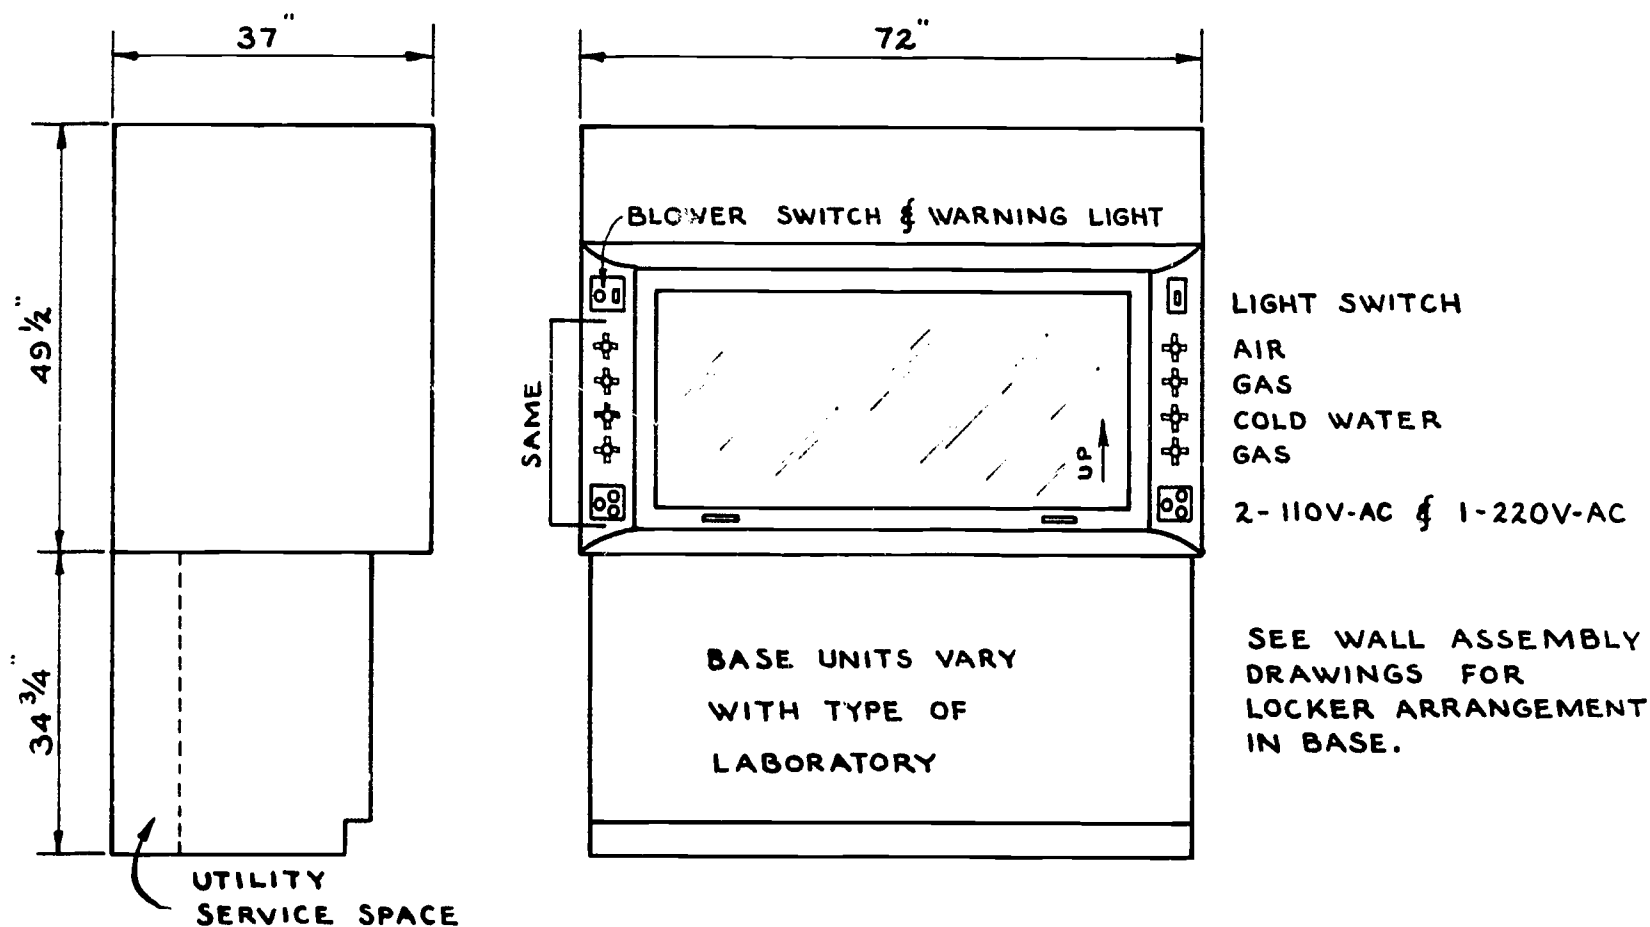 37"
72"
BLOWER SWITCH & WARNING LIGHT
49 1/2"
SAME
LIGHT SWITCH
AIR
GAS
COLD WATER
GAS
UP
2-110V-AC & 1-220V-AC
34 3/4"
BASE UNITS VARY
WITH TYPE OF
LABORATORY
SEE WALL ASSEMBLY
DRAWINGS FOR
LOCKER ARRANGEMENT
IN BASE.
UTILITY
SERVICE SPACE